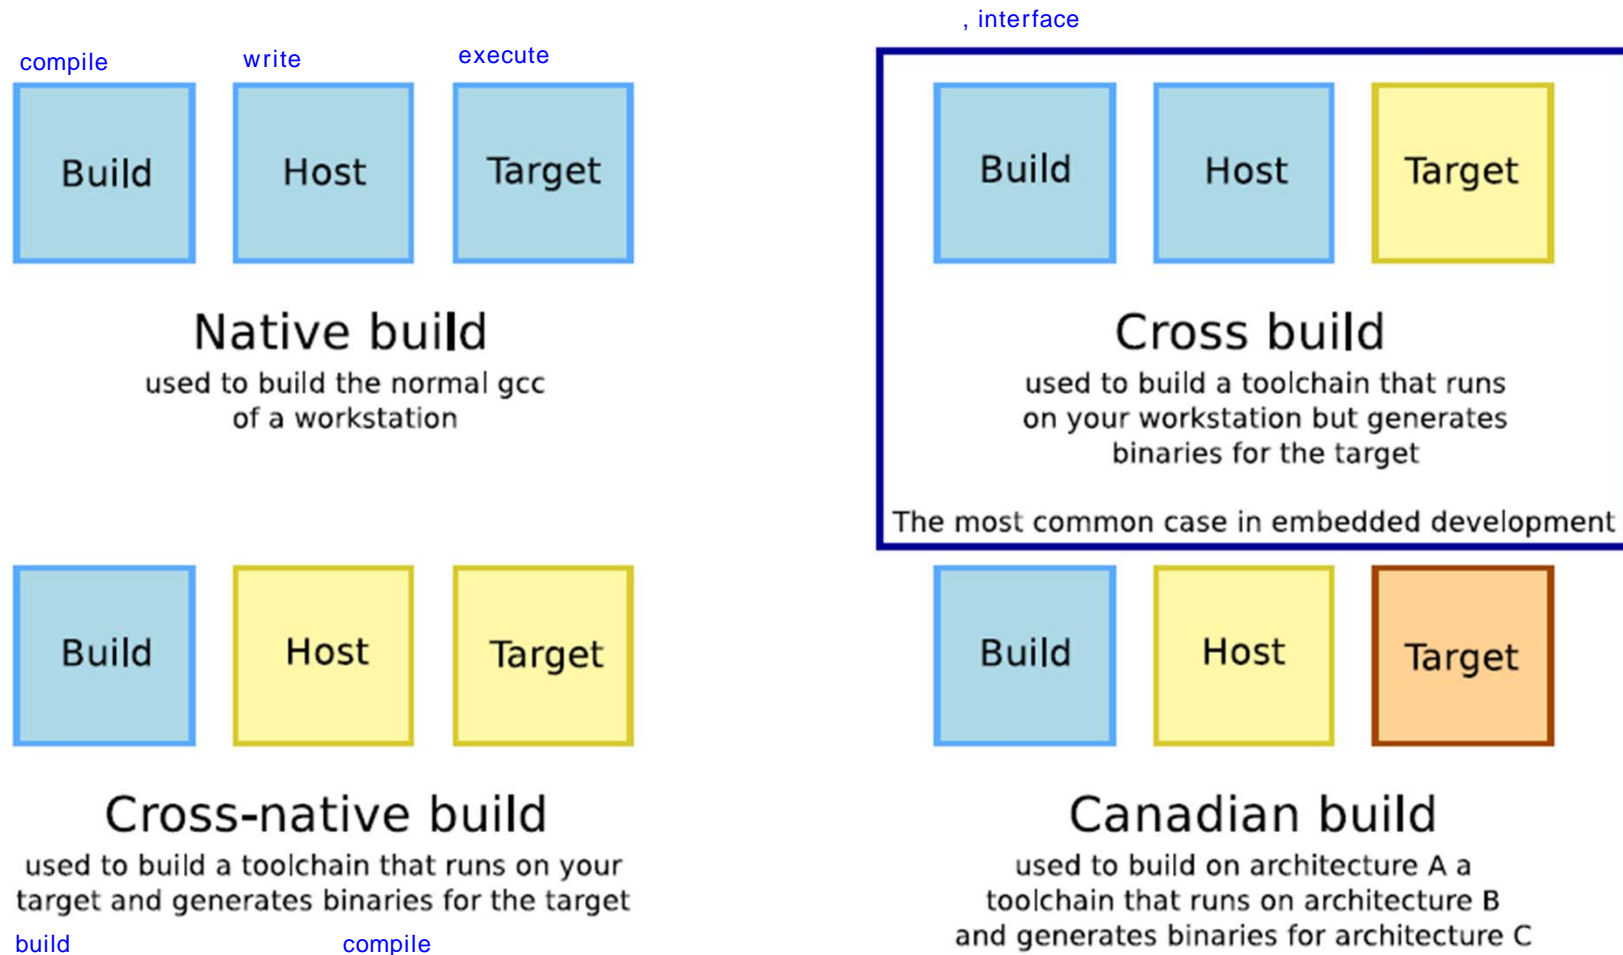 , interface
compile
write
execute
Build
Host
Target
Build
Host
Target
Native build
used to build the normal gcc
of a workstation
Cross build
used to build a toolchain that runs
on your workstation but generates
binaries for the target
The most common case in embedded development
Build
Host
Target
Build
Host
Target
Cross-native build
used to build a toolchain that runs on your
target and generates binaries for the target
build
compile
Canadian build
used to build on architecture A a
toolchain that runs on architecture B
and generates binaries for architecture C